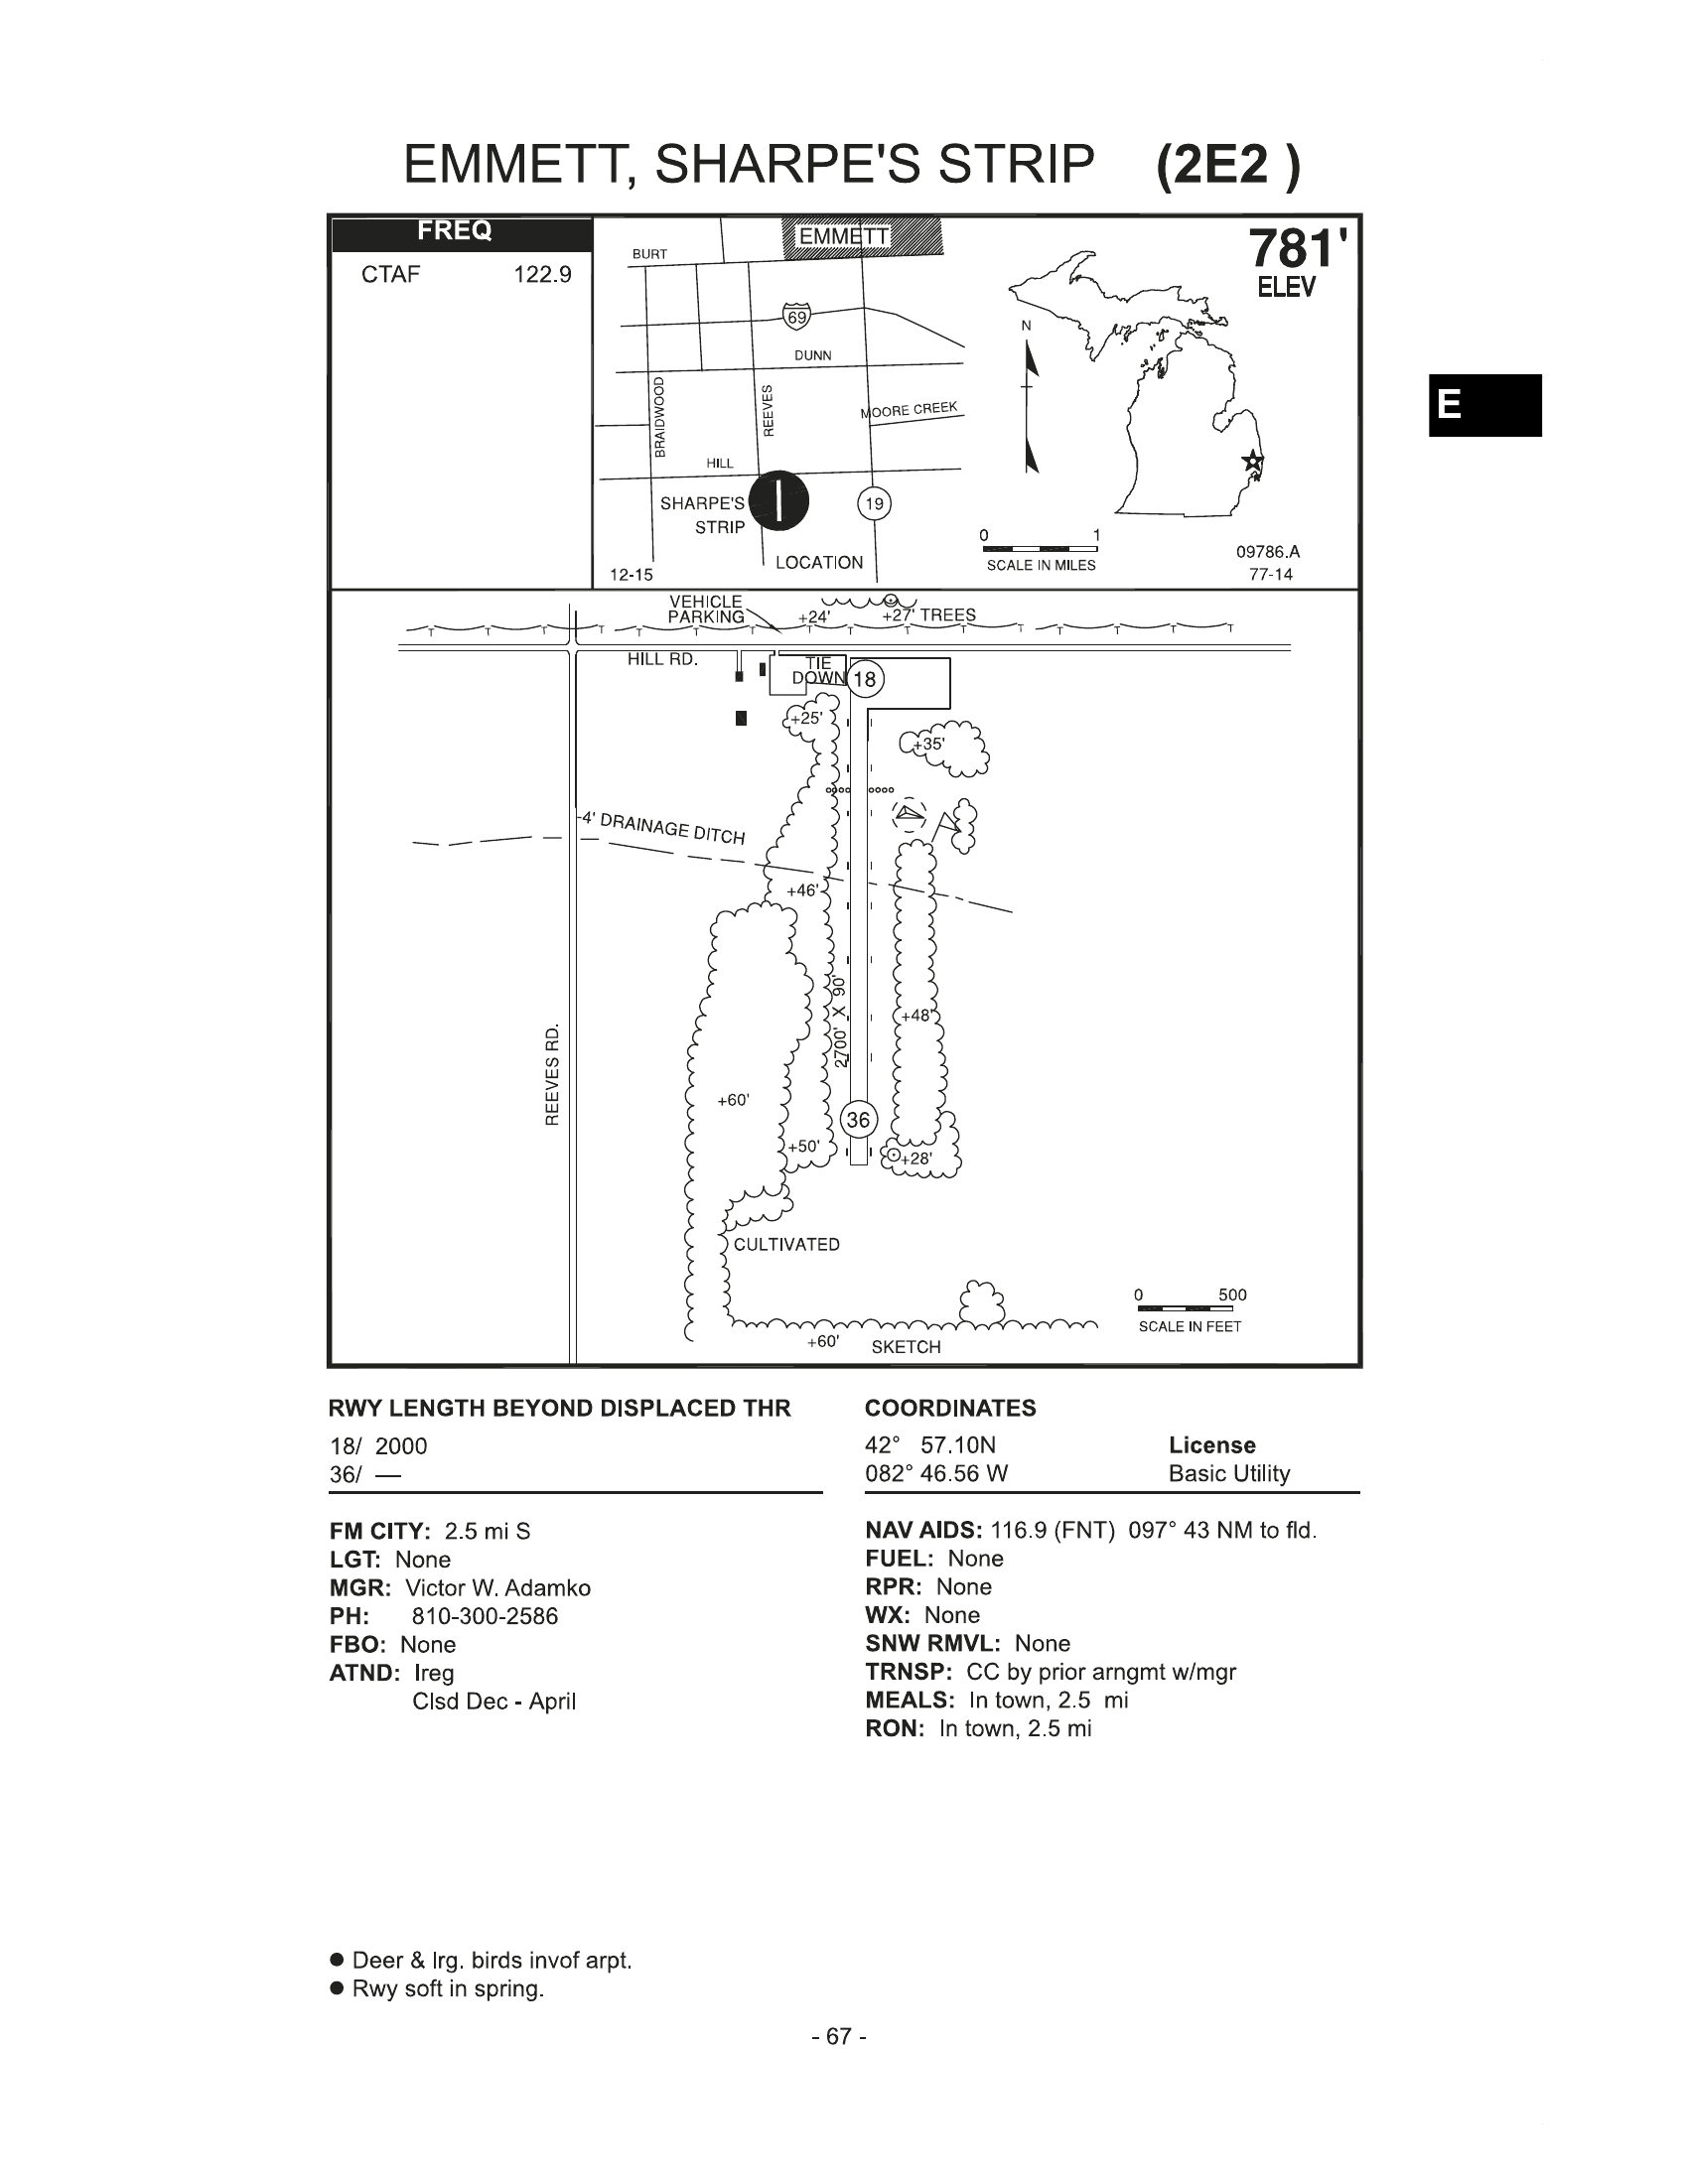 EMMETT, SHARPE'S STRIP (2E2 )
FREQ
CTAF 122.9
EMMETT
BURT
69
DUNN
BRAIDWOOD
REEVES
MOORE CREEK
HILL
SHARPE'S
STRIP
19
LOCATION
12-15
781'
ELEV
N
0 1
SCALE IN MILES
09786.A
77-14
E
VEHICLE
PARKING
+24'
+27' TREES
T T T T T T T T T T T T T T T
HILL RD.
TIE
DOWN
18
+25'
+35'
-4' DRAINAGE DITCH
+46'
2700' X 90'
+48'
REEVES RD.
+60'
36
+50'
+28'
CULTIVATED
0 500
SCALE IN FEET
+60'
SKETCH
RWY LENGTH BEYOND DISPLACED THR
18/ 2000
36/ —
COORDINATES
42° 57.10N License
082° 46.56 W Basic Utility
FM CITY: 2.5 mi S
LGT: None
MGR: Victor W. Adamko
PH: 810-300-2586
FBO: None
ATND: Ireg
Clsd Dec - April
NAV AIDS: 116.9 (FNT) 097° 43 NM to fld.
FUEL: None
RPR: None
WX: None
SNW RMVL: None
TRNSP: CC by prior arngmt w/mgr
MEALS: In town, 2.5 mi
RON: In town, 2.5 mi
● Deer & lrg. birds invof arpt.
● Rwy soft in spring.
- 67 -